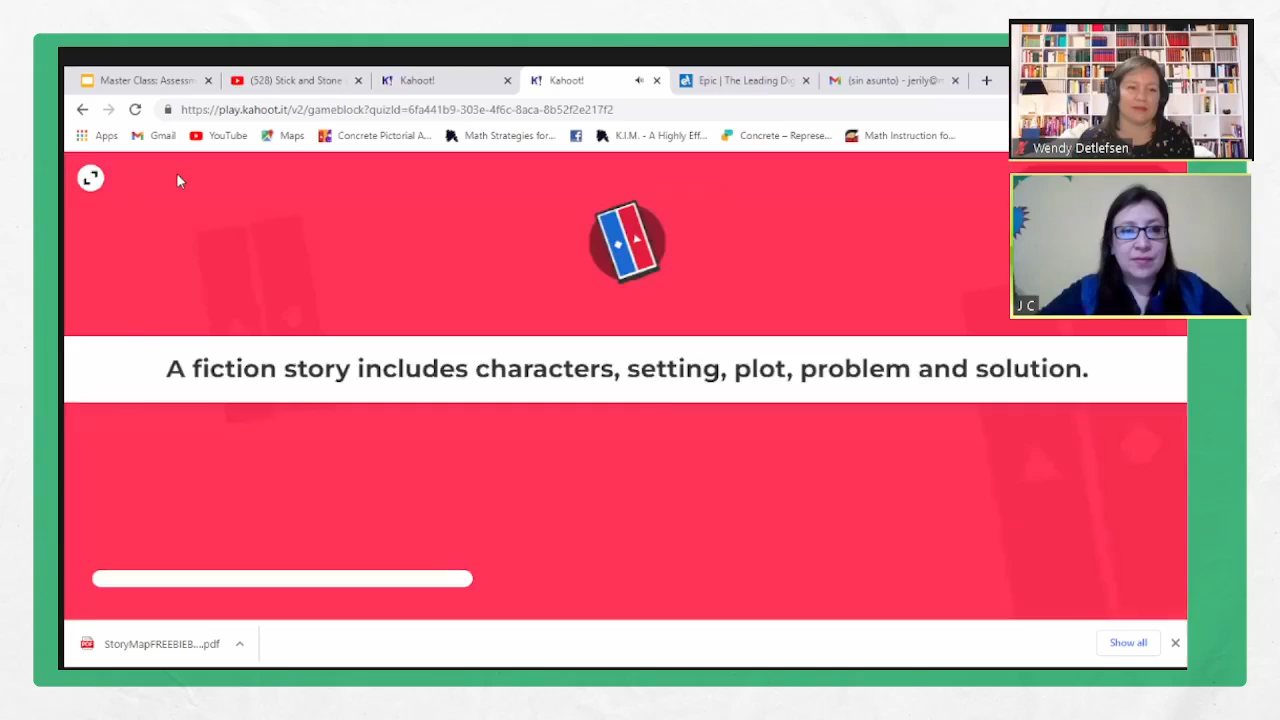 Master Class: Assessm
(528) Stick and Stone
K! Kahoot!
K! Kahoot!
Epic | The Leading Dig
(sin asunto) - jenly@m
https://play.kahoot.it/v2/gameblock?quizId=6fa441b9-303e-4f6c-8aca-8b52f2e217f2
Apps
Gmail
YouTube
Maps
Concrete Pictorial A...
Math Strategies for...
K.I.M. - A Highly Eff...
Concrete – Represe...
Math Instruction fo...
Wendy Detlefsen
J C
A fiction story includes characters, setting, plot, problem and solution.
PDF
StoryMapFREEBIEB....pdf
Show all